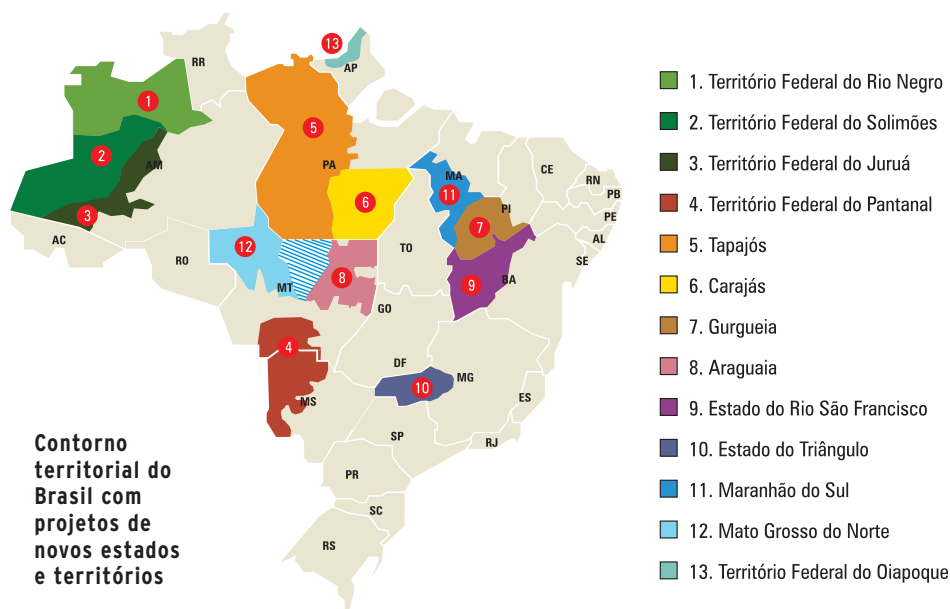 13
RR
AP
1
5
2
AM
PA
3
AC
6
MA
11
CE
RN
PB
PI
PE
7
AL
SE
12
RO
TO
MT
8
9
BA
GO
4
MS
DF
10
MG
ES
SP
RJ
PR
SC
RS
Contorno
territorial do
Brasil com
projetos de
novos estados
e territórios
1. Território Federal do Rio Negro
2. Território Federal do Solimões
3. Território Federal do Juruá
4. Território Federal do Pantanal
5. Tapajós
6. Carajás
7. Gurgueia
8. Araguaia
9. Estado do Rio São Francisco
10. Estado do Triângulo
11. Maranhão do Sul
12. Mato Grosso do Norte
13. Território Federal do Oiapoque